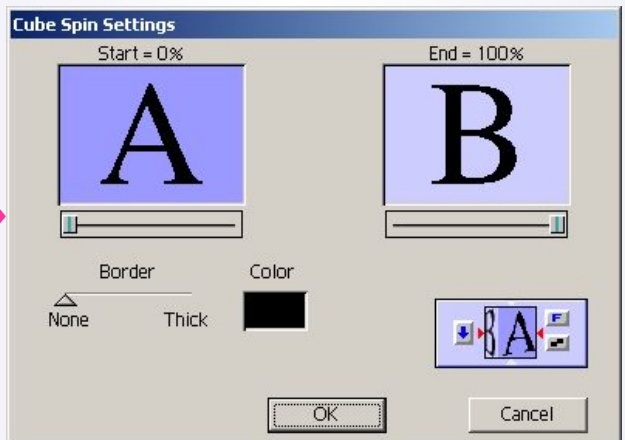 Cube Spin Settings
Start = 0% End = 100%
A B
Border Color
None Thick
B A F
OK Cancel